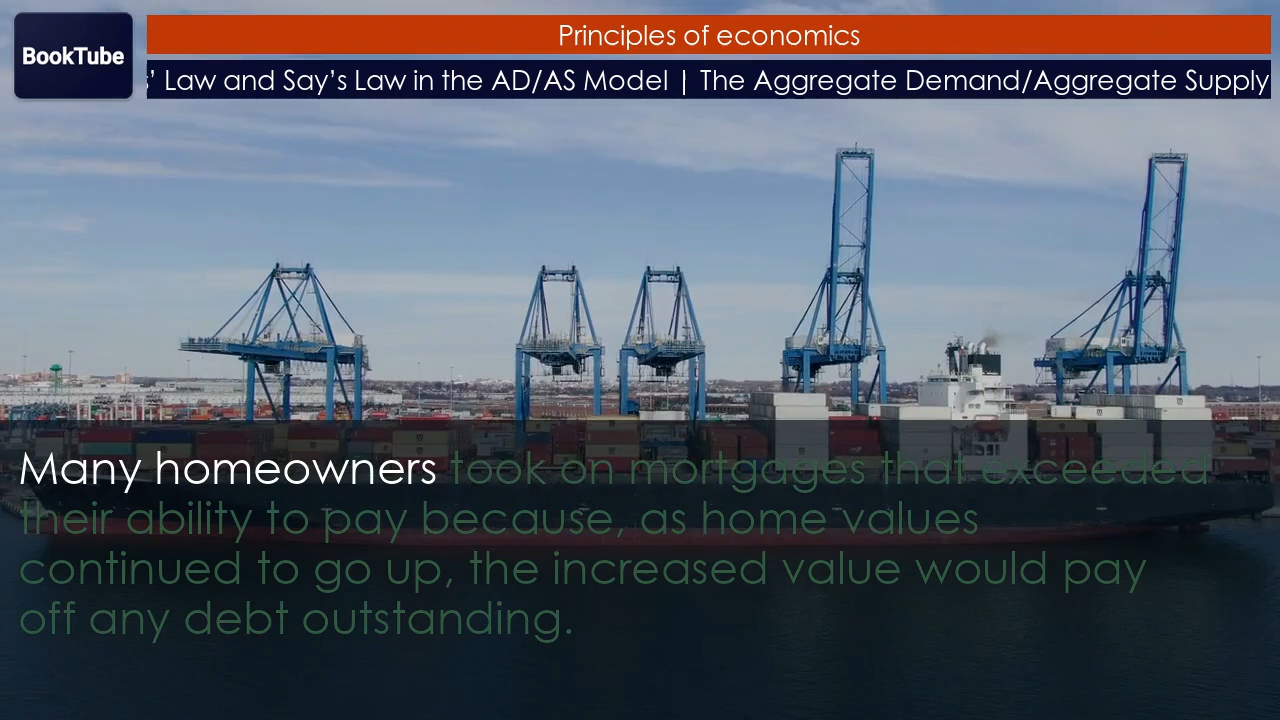 BookTube
Principles of economics
’ Law and Say’s Law in the AD/AS Model | The Aggregate Demand/Aggregate Supply
Many homeowners took on mortgages that exceeded
their ability to pay because, as home values
continued to go up, the increased value would pay
off any debt outstanding.